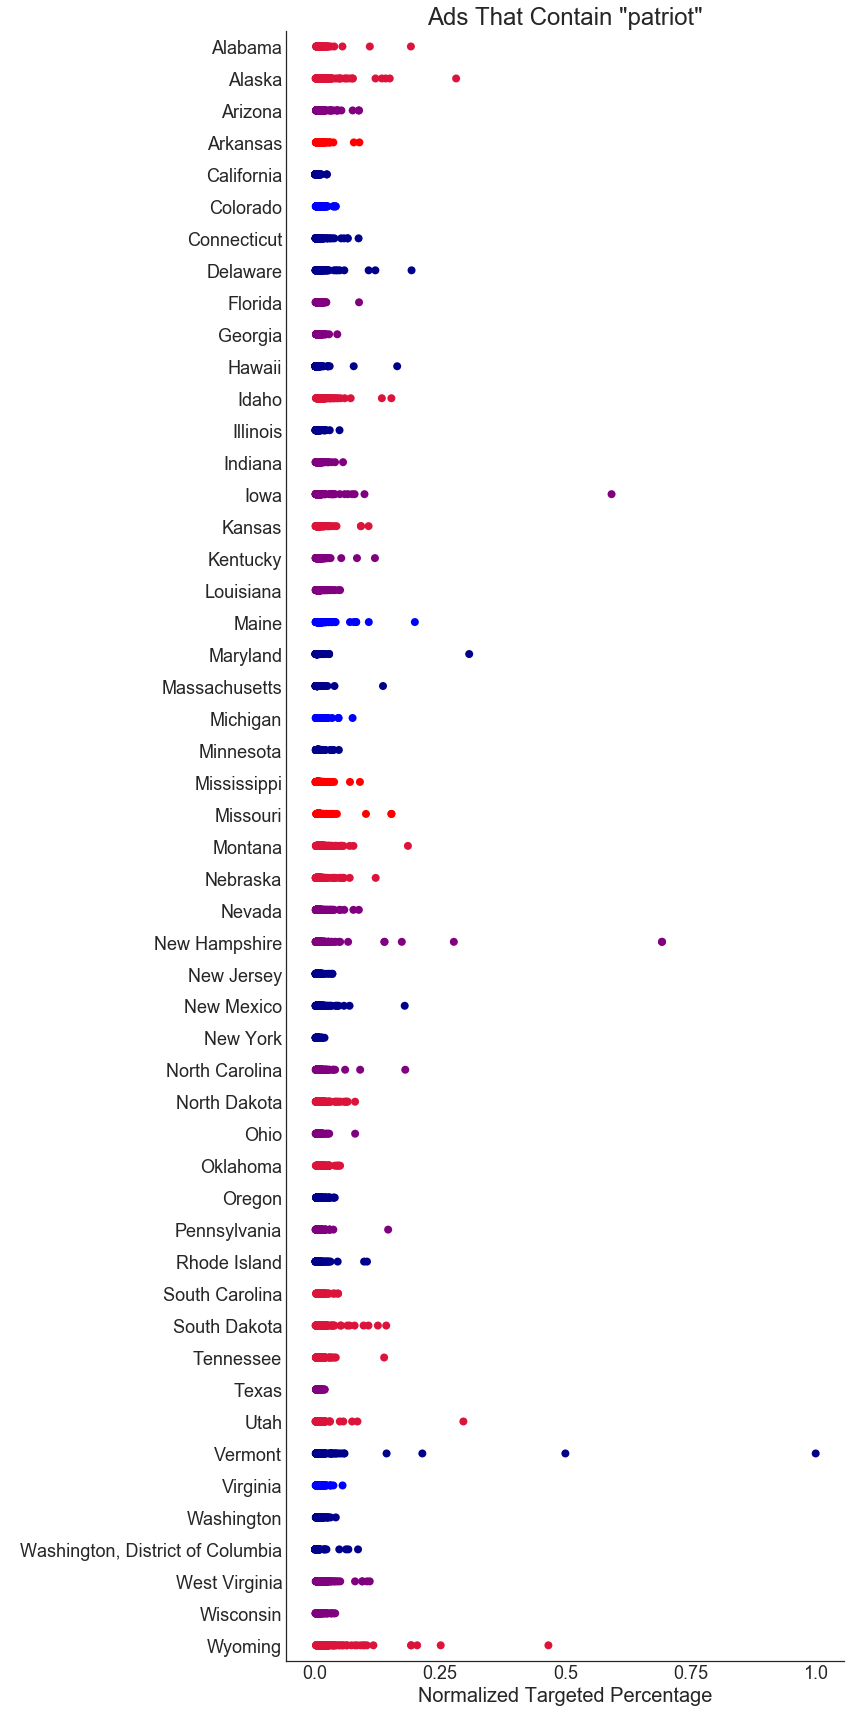 Ads That Contain "patriot"
Alabama
Alaska
Arizona
Arkansas
California
Colorado
Connecticut
Delaware
Florida
Georgia
Hawaii
Idaho
Illinois
Indiana
Iowa
Kansas
Kentucky
Louisiana
Maine
Maryland
Massachusetts
Michigan
Minnesota
Mississippi
Missouri
Montana
Nebraska
Nevada
New Hampshire
New Jersey
New Mexico
New York
North Carolina
North Dakota
Ohio
Oklahoma
Oregon
Pennsylvania
Rhode Island
South Carolina
South Dakota
Tennessee
Texas
Utah
Vermont
Virginia
Washington
Washington, District of Columbia
West Virginia
Wisconsin
Wyoming
0.0 0.25 0.5 0.75 1.0
Normalized Targeted Percentage